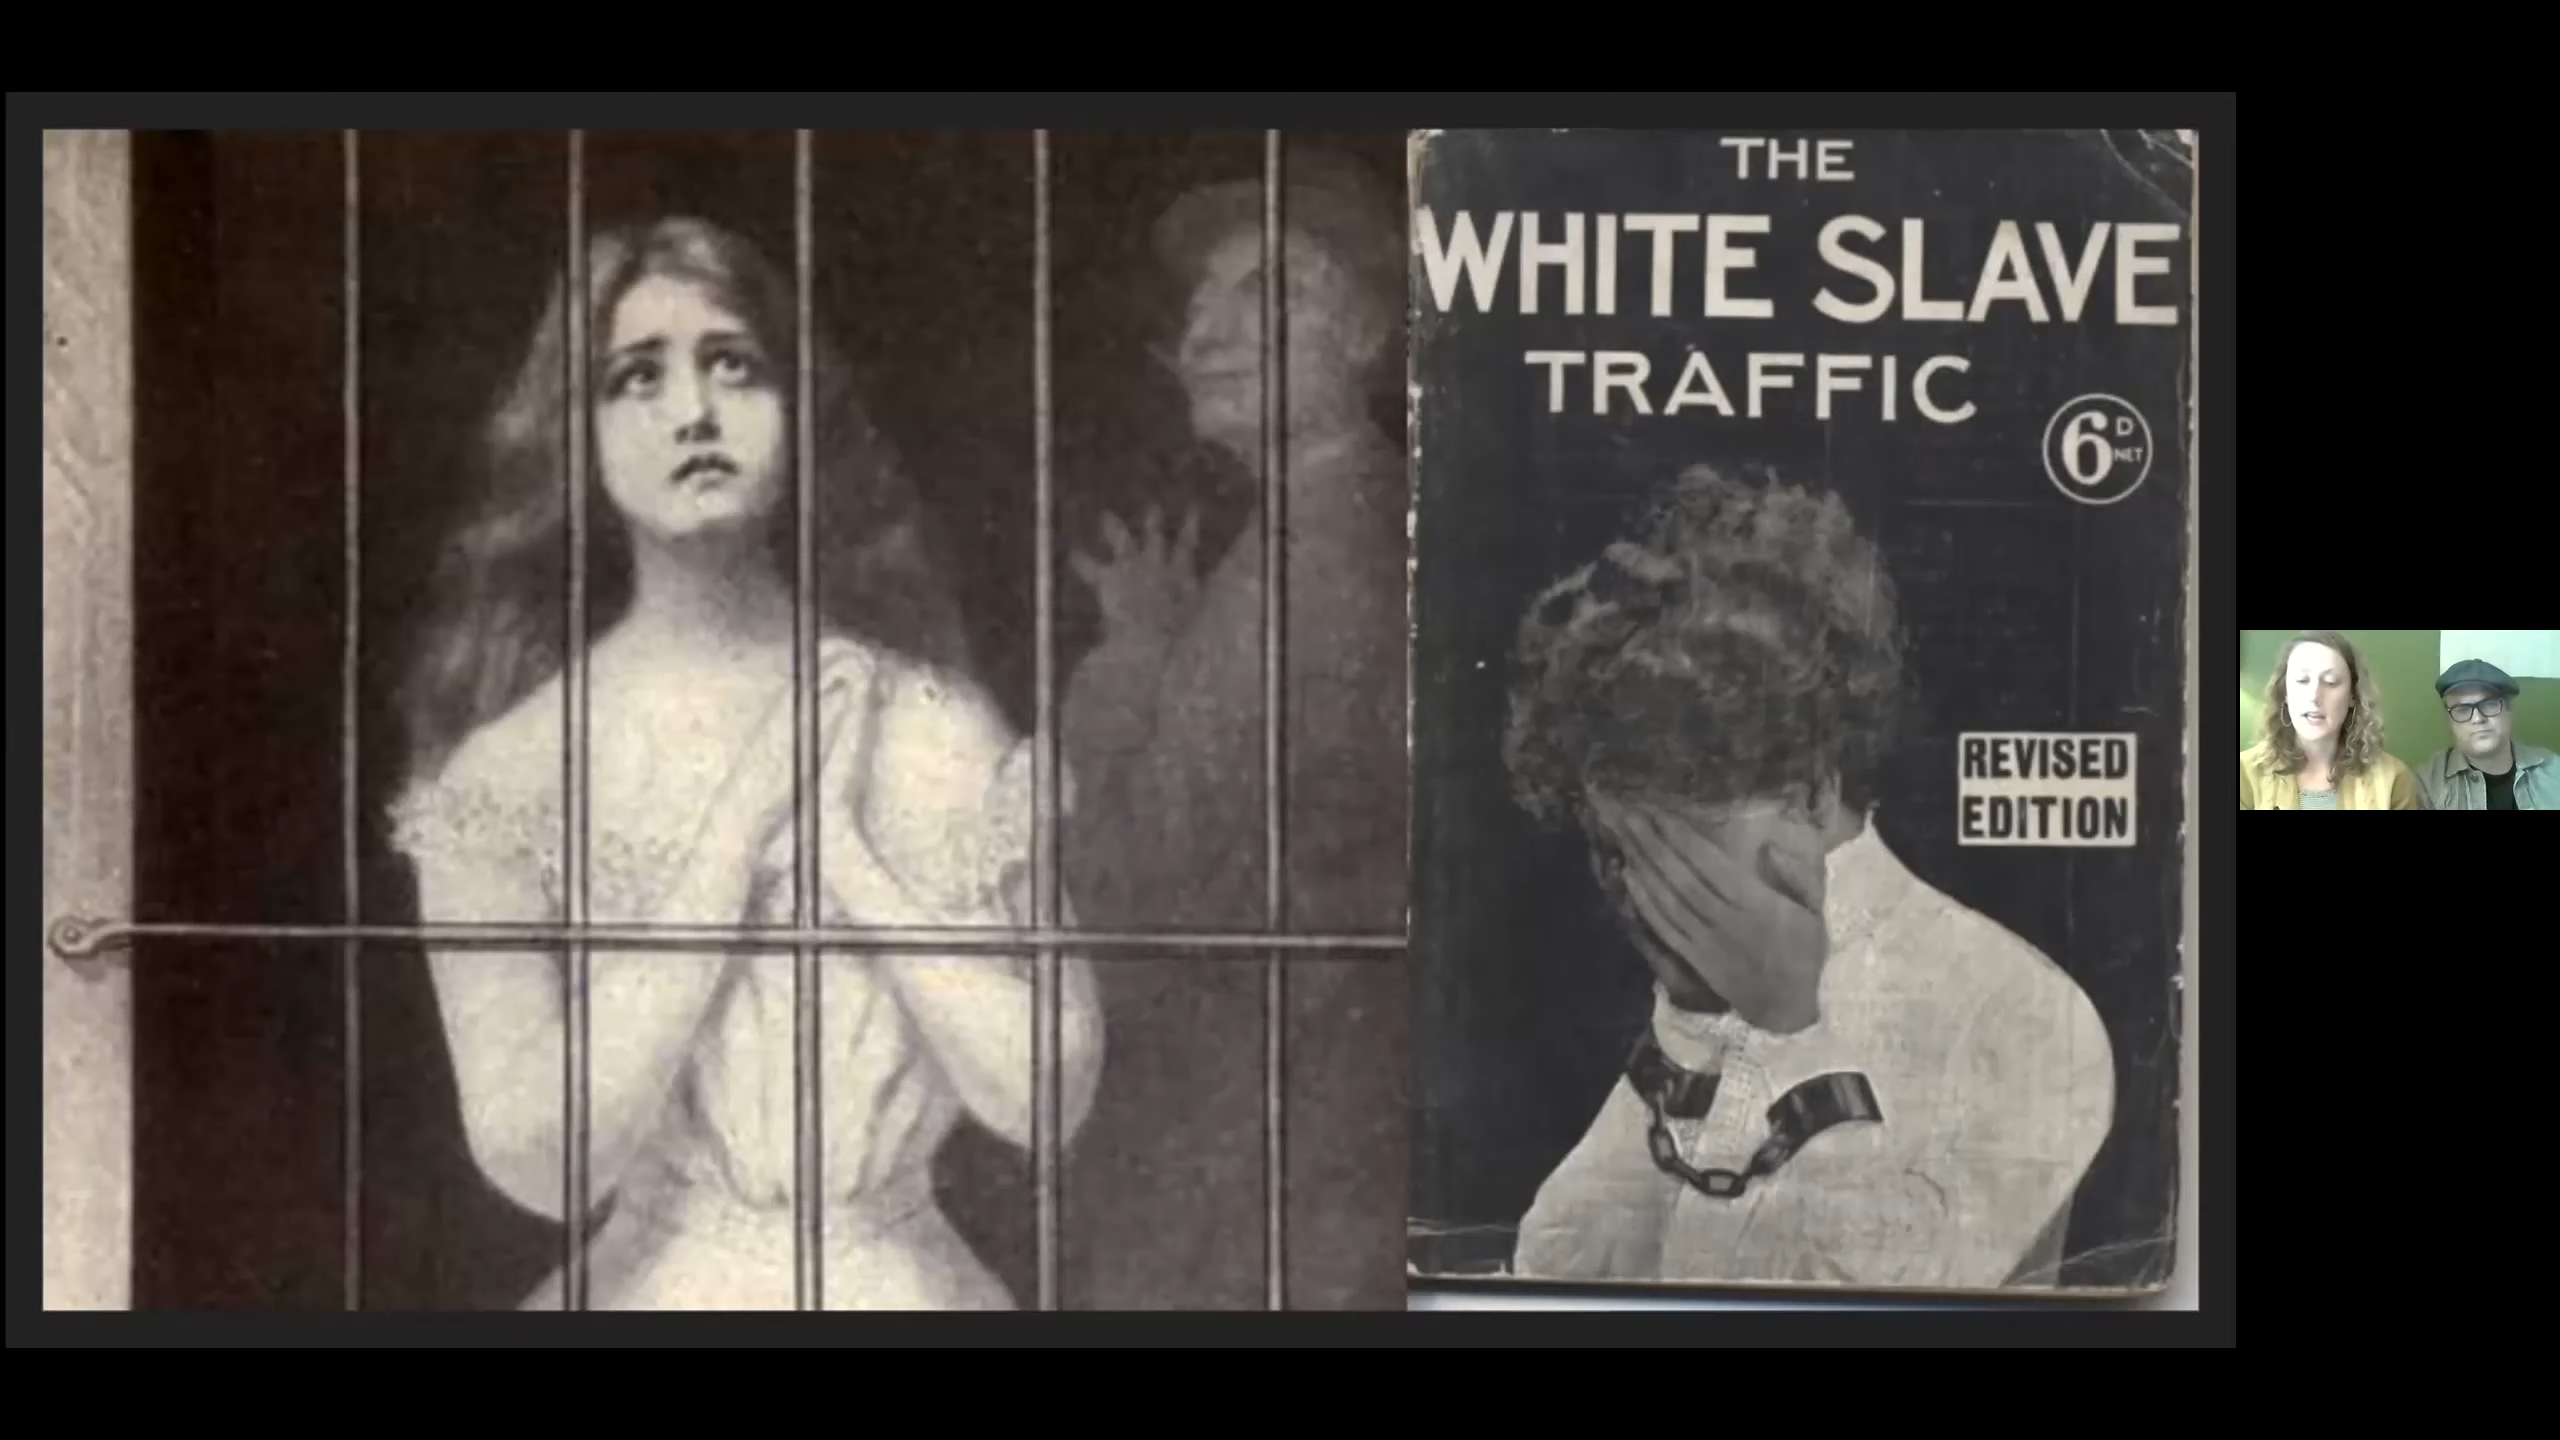 THE
WHITE SLAVE
TRAFFIC
6D
NET
REVISED
EDITION